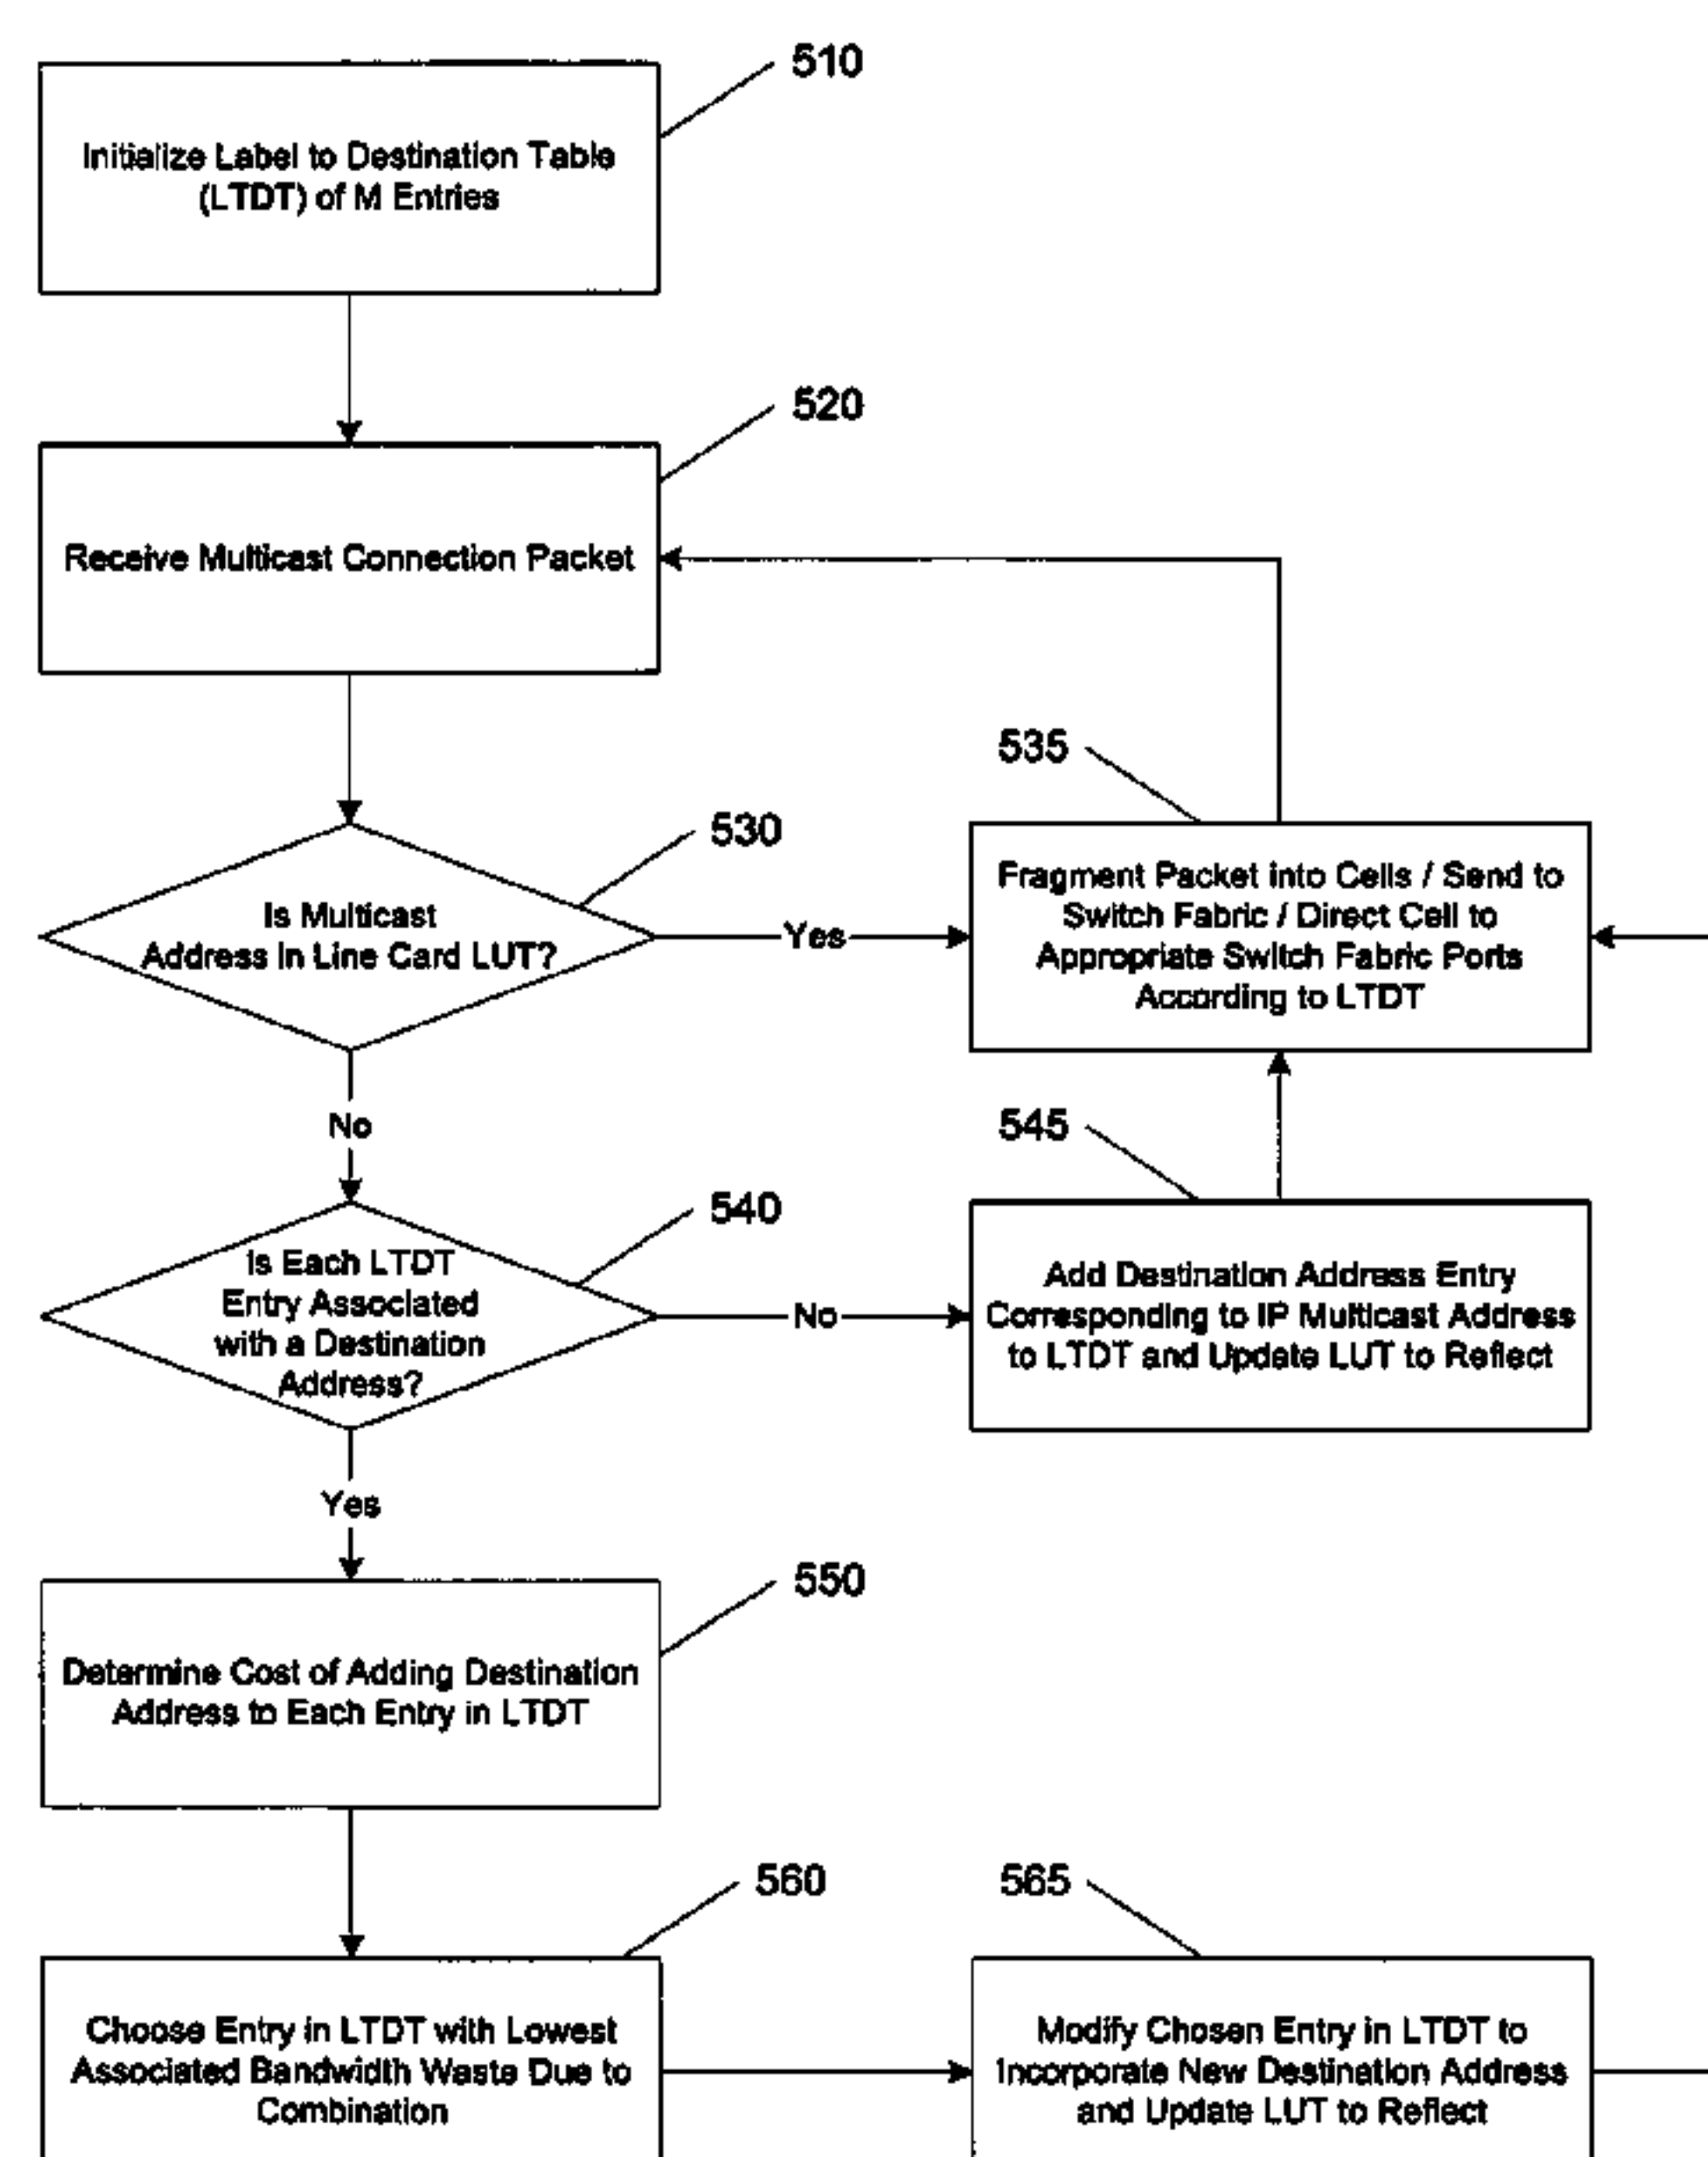 510
Initialize Label to Destination Table
(LTDT) of M Entries
520
Receive Multicast Connection Packet
530
Is Multicast
Address in Line Card LUT?
Yes
535
Fragment Packet into Cells / Send to
Switch Fabric / Direct Cell to
Appropriate Switch Fabric Ports
According to LTDT
No
540
Is Each LTDT
Entry Associated
with a Destination
Address?
No
545
Add Destination Address Entry
Corresponding to IP Multicast Address
to LTDT and Update LUT to Reflect
Yes
550
Determine Cost of Adding Destination
Address to Each Entry in LTDT
560
Choose Entry in LTDT with Lowest
Associated Bandwidth Waste Due to
Combination
565
Modify Chosen Entry in LTDT to
Incorporate New Destination Address
and Update LUT to Reflect